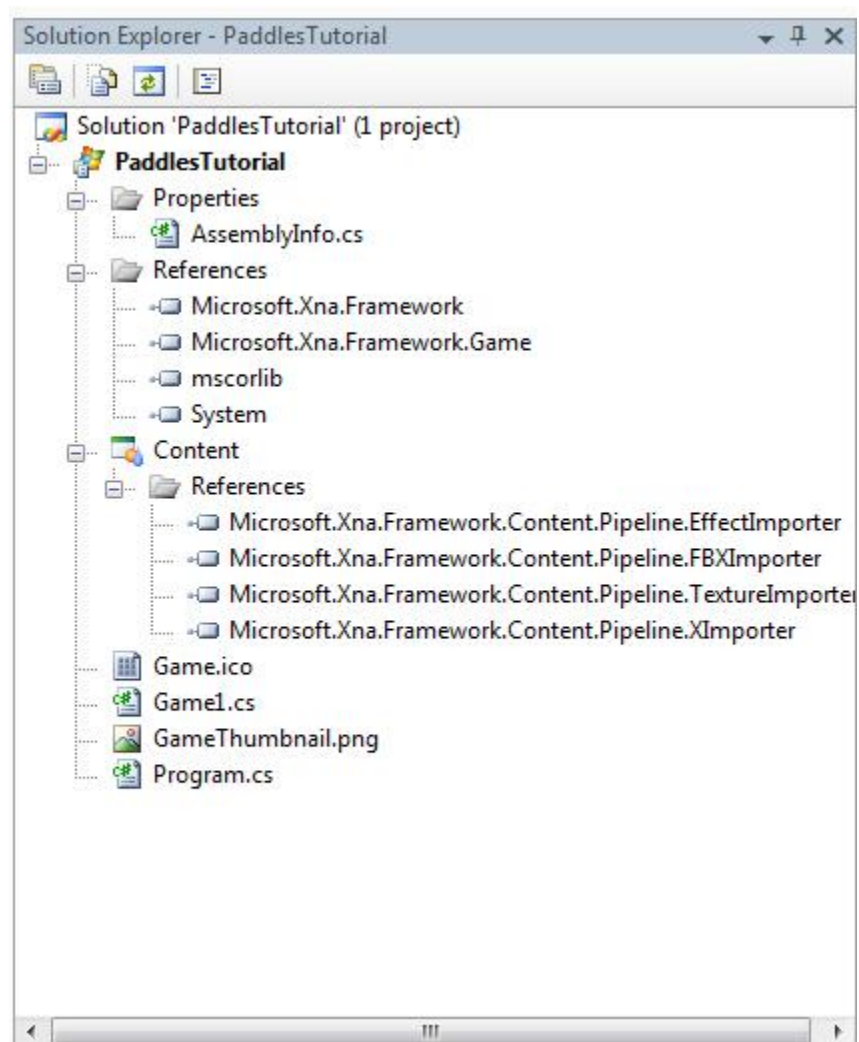 Solution Explorer - PaddlesTutorial
Solution 'PaddlesTutorial' (1 project)
PaddlesTutorial
Properties
AssemblyInfo.cs
References
Microsoft.Xna.Framework
Microsoft.Xna.Framework.Game
mscorlib
System
Content
References
Microsoft.Xna.Framework.Content.Pipeline.EffectImporter
Microsoft.Xna.Framework.Content.Pipeline.FBXImporter
Microsoft.Xna.Framework.Content.Pipeline.TextureImporter
Microsoft.Xna.Framework.Content.Pipeline.XImporter
Game.ico
Game1.cs
GameThumbnail.png
Program.cs